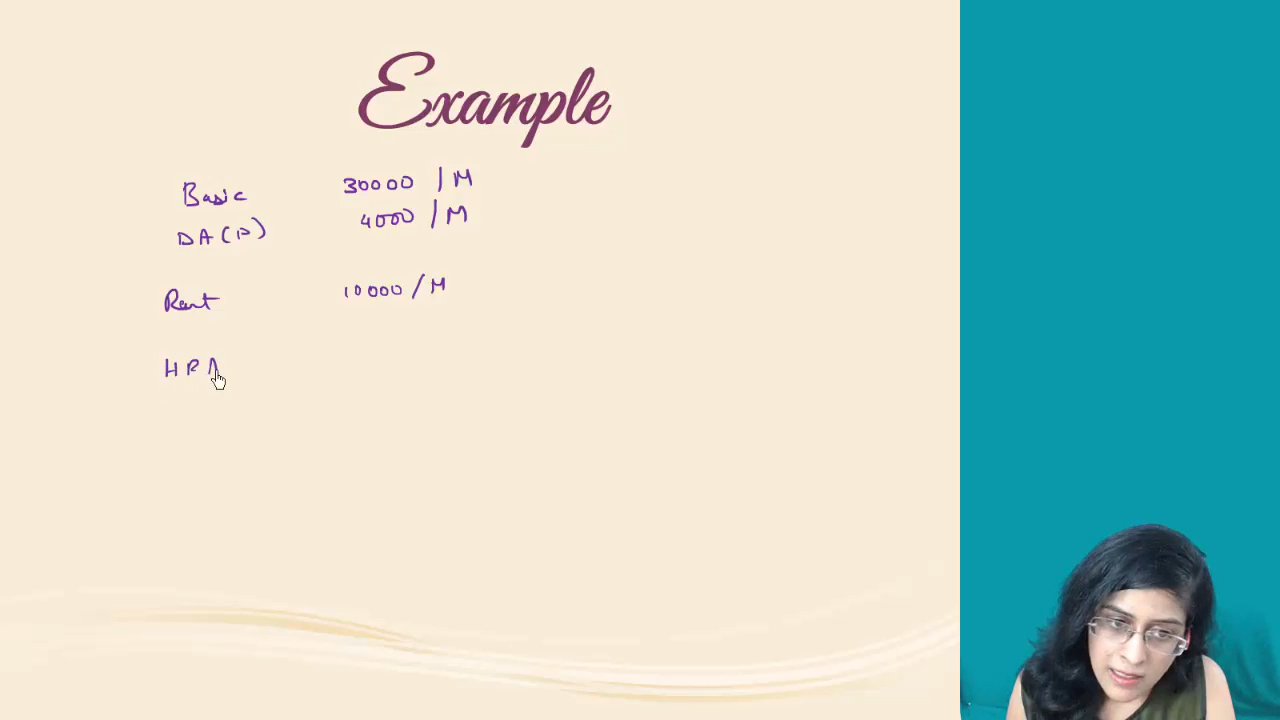 Example
Basic 30000 / M
DA (P) 4000 / M
Rent 10000 / M
HRA